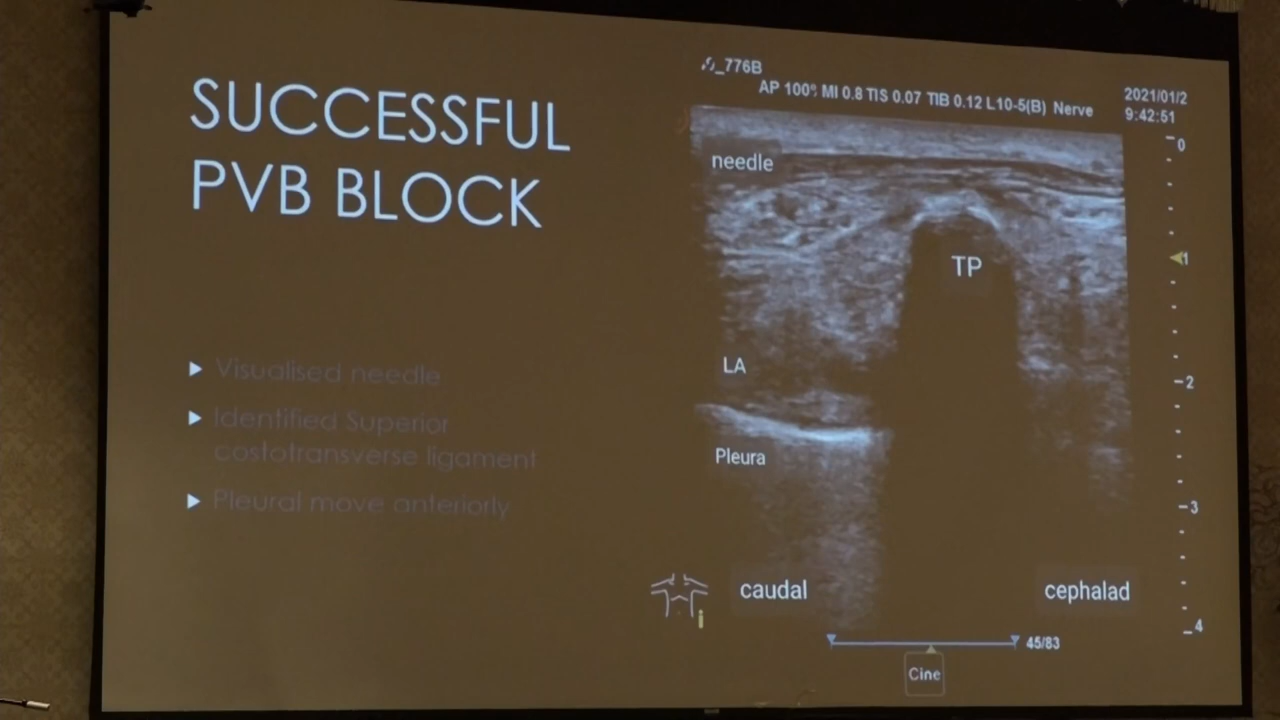 SUCCESSFUL
PVB BLOCK
Visualised needle
Identified Superior
costotransverse ligament
Pleural move anteriorly
_776B
AP 100% MI 0.8 TIS 0.07 TIB 0.12 L10-5(B) Nerve
2021/01/2
9:42:51
needle
TP
LA
Pleura
caudal
cephalad
0
1
2
3
4
45/83
Cine